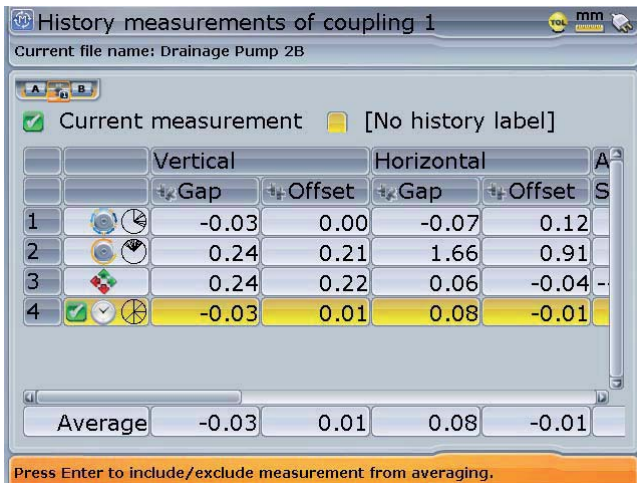 History measurements of coupling 1
TOL mm
Current file name: Drainage Pump 2B
A B
Current measurement [No history label]
Vertical Horizontal A
Gap Offset Gap Offset S
1 -0.03 0.00 -0.07 0.12
2 0.24 0.21 1.66 0.91
3 0.24 0.22 0.06 -0.04 --
4 -0.03 0.01 0.08 -0.01
Average -0.03 0.01 0.08 -0.01
Press Enter to include/exclude measurement from averaging.